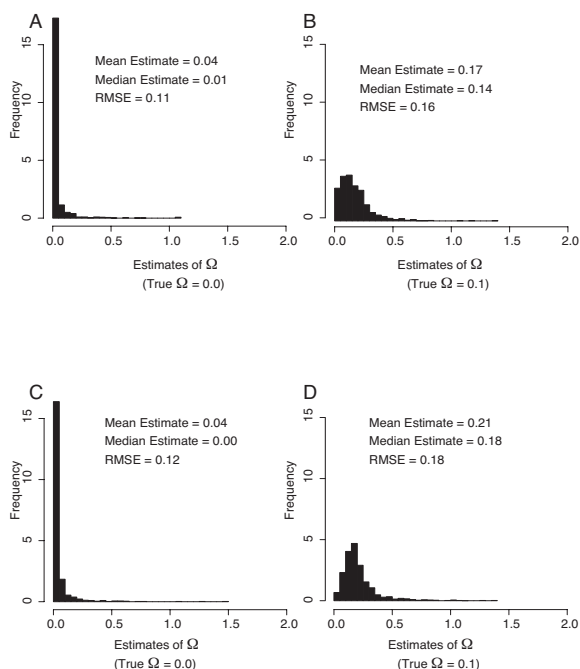 A
Mean Estimate = 0.04
Median Estimate = 0.01
RMSE = 0.11
Frequency
15
10
5
0
0.0 0.5 1.0 1.5 2.0
Estimates of Ω
(True Ω = 0.0)
B
Mean Estimate = 0.17
Median Estimate = 0.14
RMSE = 0.16
Frequency
15
10
5
0
0.0 0.5 1.0 1.5 2.0
Estimates of Ω
(True Ω = 0.1)
C
Mean Estimate = 0.04
Median Estimate = 0.00
RMSE = 0.12
Frequency
15
10
5
0
0.0 0.5 1.0 1.5 2.0
Estimates of Ω
(True Ω = 0.0)
D
Mean Estimate = 0.21
Median Estimate = 0.18
RMSE = 0.18
Frequency
15
10
5
0
0.0 0.5 1.0 1.5 2.0
Estimates of Ω
(True Ω = 0.1)